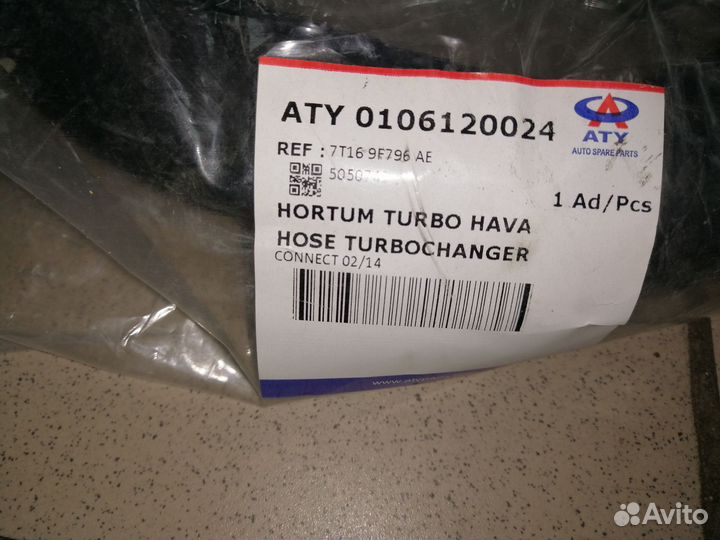 ATY 0106120024
ATY
AUTO SPARE PARTS
REF : 7T16 9F796 AE
1 Ad/Pcs
HORTUM TURBO HAVA
HOSE TURBOCHANGER
CONNECT 02/14
Avito